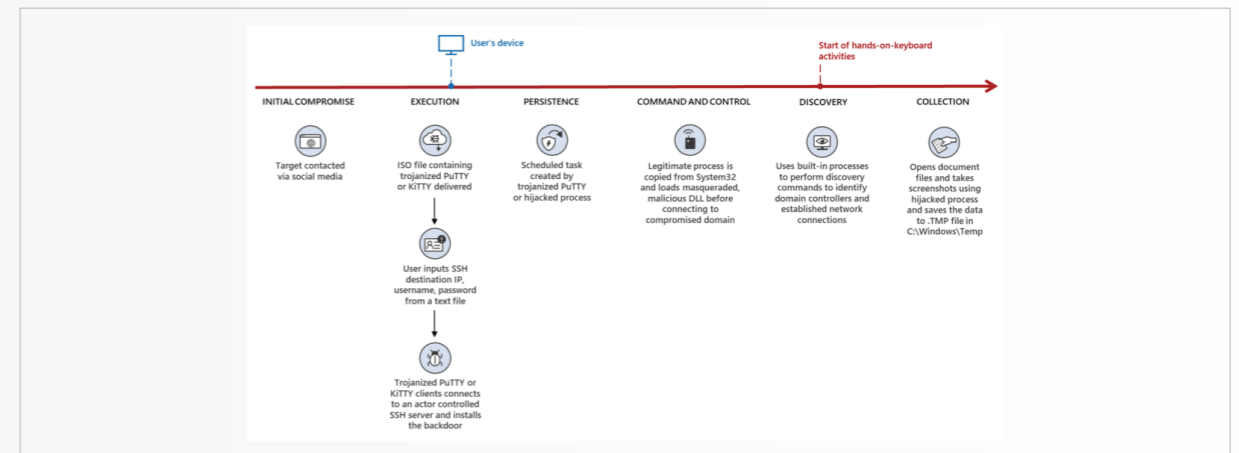 User's device
Start of hands-on-keyboard
activities
INITIAL COMPROMISE
EXECUTION
PERSISTENCE
COMMAND AND CONTROL
DISCOVERY
COLLECTION
Target contacted
via social media
ISO file containing
trojanized PuTTY
or KiTTY delivered
User inputs SSH
destination IP,
username, password
from a text file
Trojanized PuTTY or
KiTTY clients connects
to an actor controlled
SSH server and installs
the backdoor
Scheduled task
created by
trojanized PuTTY
or hijacked process
Legitimate process is
copied from System32
and loads masqueraded,
malicious DLL before
connecting to
compromised domain
Uses built-in processes
to perform discovery
commands to identify
domain controllers and
established network
connections
Opens document
files and takes
screenshots using
hijacked process
and saves the data
to .TMP file in
C:\Windows\Temp